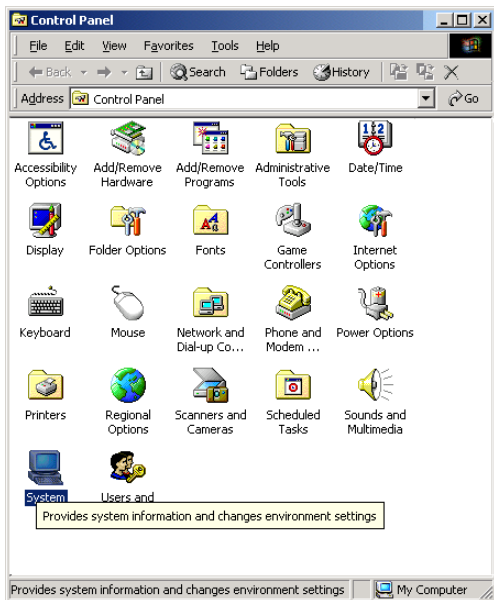 Control Panel
File Edit View Favorites Tools Help
Back Search Folders History
Address Control Panel Go
Accessibility Options
Add/Remove Hardware
Add/Remove Programs
Administrative Tools
Date/Time
Display
Folder Options
Fonts
Game Controllers
Internet Options
Keyboard
Mouse
Network and Dial-up Co...
Phone and Modem ...
Power Options
Printers
Regional Options
Scanners and Cameras
Scheduled Tasks
Sounds and Multimedia
System
Users and
Provides system information and changes environment settings
Provides system information and changes environment settings My Computer